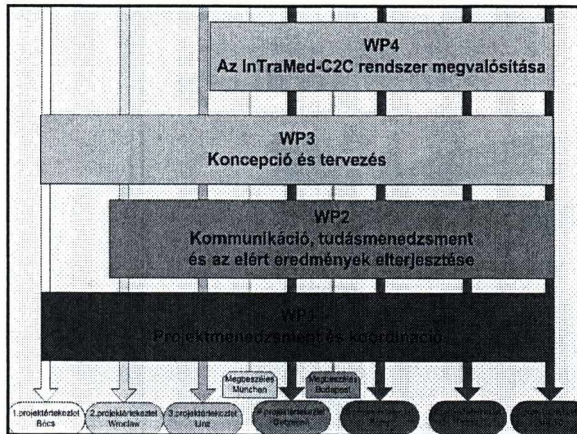 WP4
Az InTraMed-C2C rendszer megvalósítása
WP3
Koncepció és tervezés
WP2
Kommunikáció, tudásmenedzsment
és az elért eredmények elterjesztése
WP1
Projektmenedzsment és koordináció
Megbeszélés
München
Megbeszélés
Budapest
1.projektértekezlet
Bécs
2.projektértekezlet
Wroclaw
3.projektértekezlet
Linz
projektértekezlet